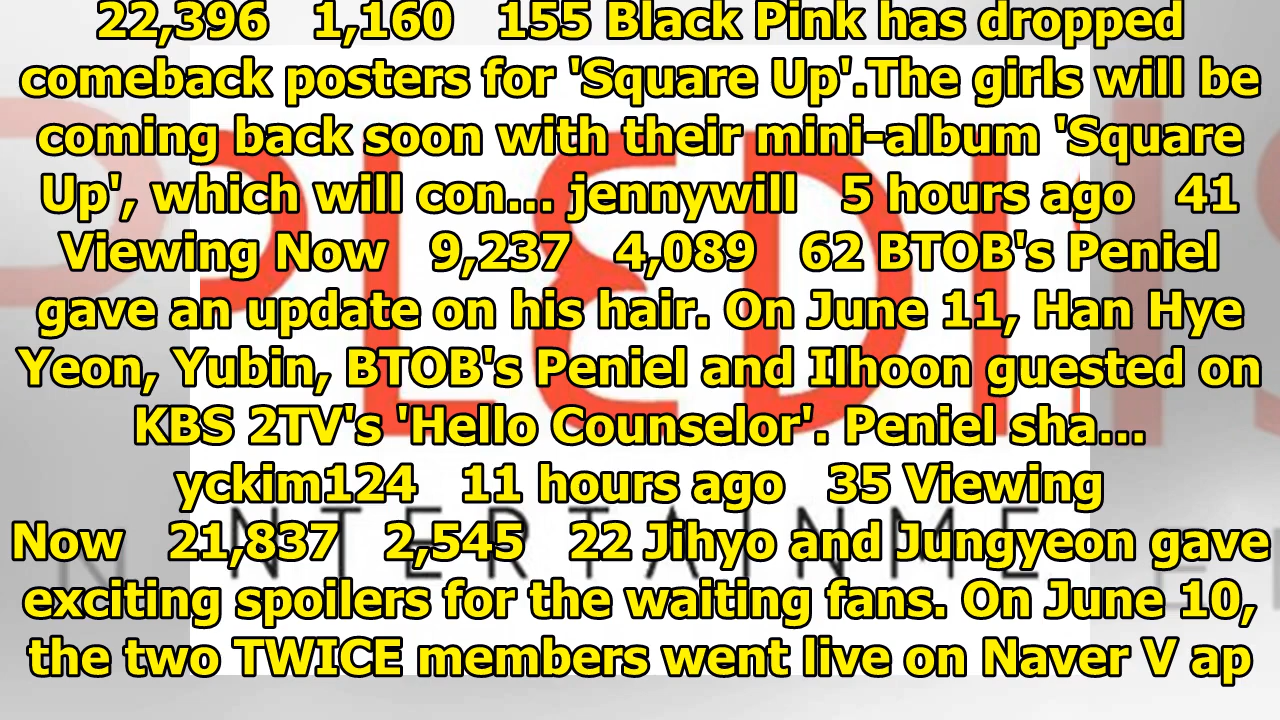 22,396   1,160   155 Black Pink has dropped
comeback posters for 'Square Up'.The girls will be
coming back soon with their mini-album 'Square
Up', which will con... jennywill   5 hours ago   41
Viewing Now   9,237   4,089   62 BTOB's Peniel
gave an update on his hair. On June 11, Han Hye
Yeon, Yubin, BTOB's Peniel and Ilhoon guested on
KBS 2TV's 'Hello Counselor'. Peniel sha...
yckim124   11 hours ago   35 Viewing
Now   21,837   2,545   22 Jihyo and Jungyeon gave
exciting spoilers for the waiting fans. On June 10,
the two TWICE members went live on Naver V ap
PLEDI
NTERTAINME